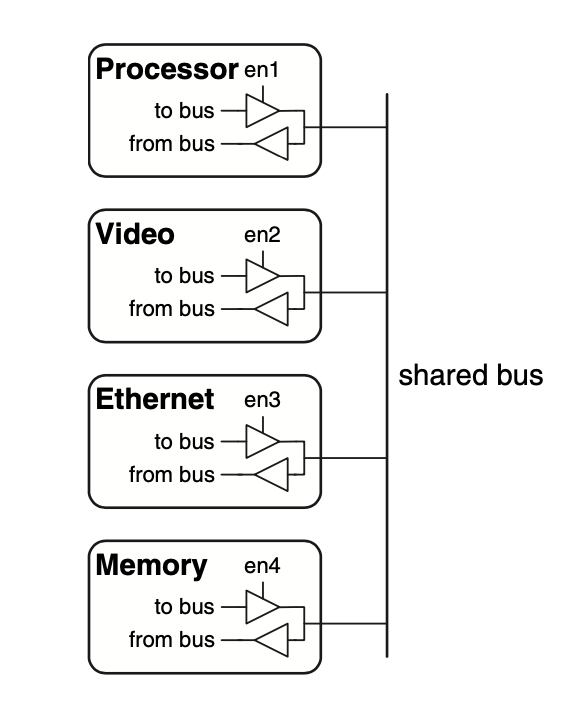 Processor en1
to bus
from bus
Video en2
to bus
from bus
shared bus
Ethernet en3
to bus
from bus
Memory en4
to bus
from bus